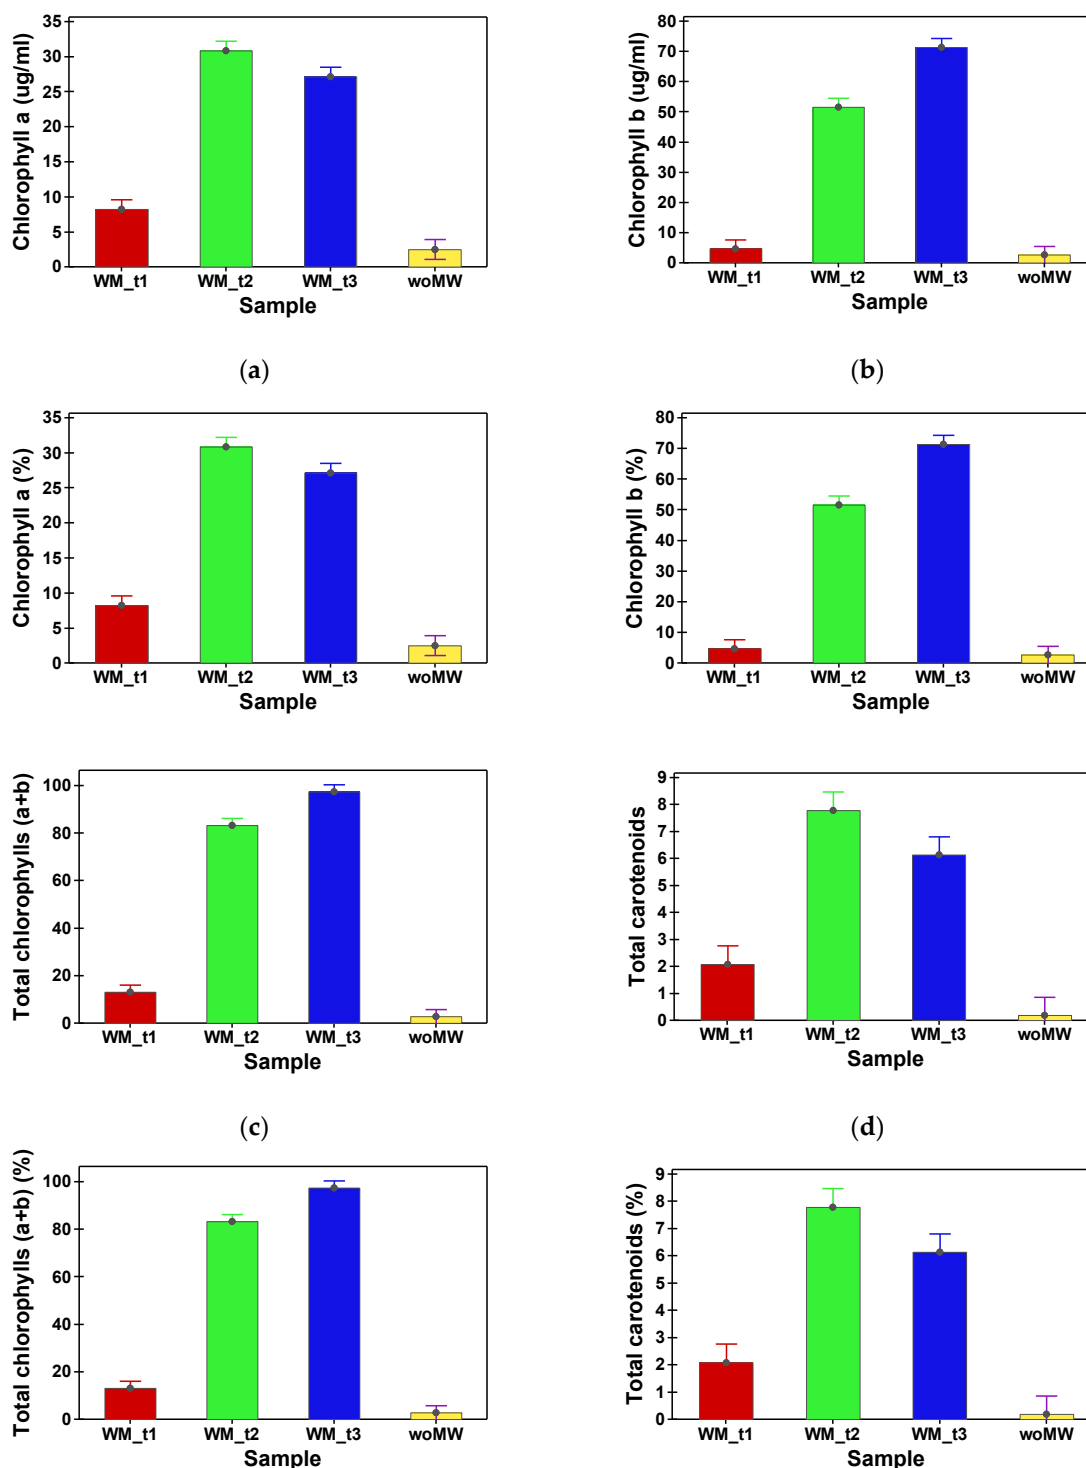 Chlorophyll a (ug/ml)
35
30
25
20
15
10
5
0
WM_t1 WM_t2 WM_t3 woMW
Sample
(a)
Chlorophyll b (ug/ml)
80
70
60
50
40
30
20
10
0
WM_t1 WM_t2 WM_t3 woMW
Sample
(b)
Chlorophyll a (%)
35
30
25
20
15
10
5
0
WM_t1 WM_t2 WM_t3 woMW
Sample
Chlorophyll b (%)
80
70
60
50
40
30
20
10
0
WM_t1 WM_t2 WM_t3 woMW
Sample
Total chlorophylls (a+b)
100
80
60
40
20
0
WM_t1 WM_t2 WM_t3 woMW
Sample
(c)
Total carotenoids
9
8
7
6
5
4
3
2
1
0
WM_t1 WM_t2 WM_t3 woMW
Sample
(d)
Total chlorophylls (a+b) (%)
100
80
60
40
20
0
WM_t1 WM_t2 WM_t3 woMW
Sample
Total carotenoids (%)
9
8
7
6
5
4
3
2
1
0
WM_t1 WM_t2 WM_t3 woMW
Sample